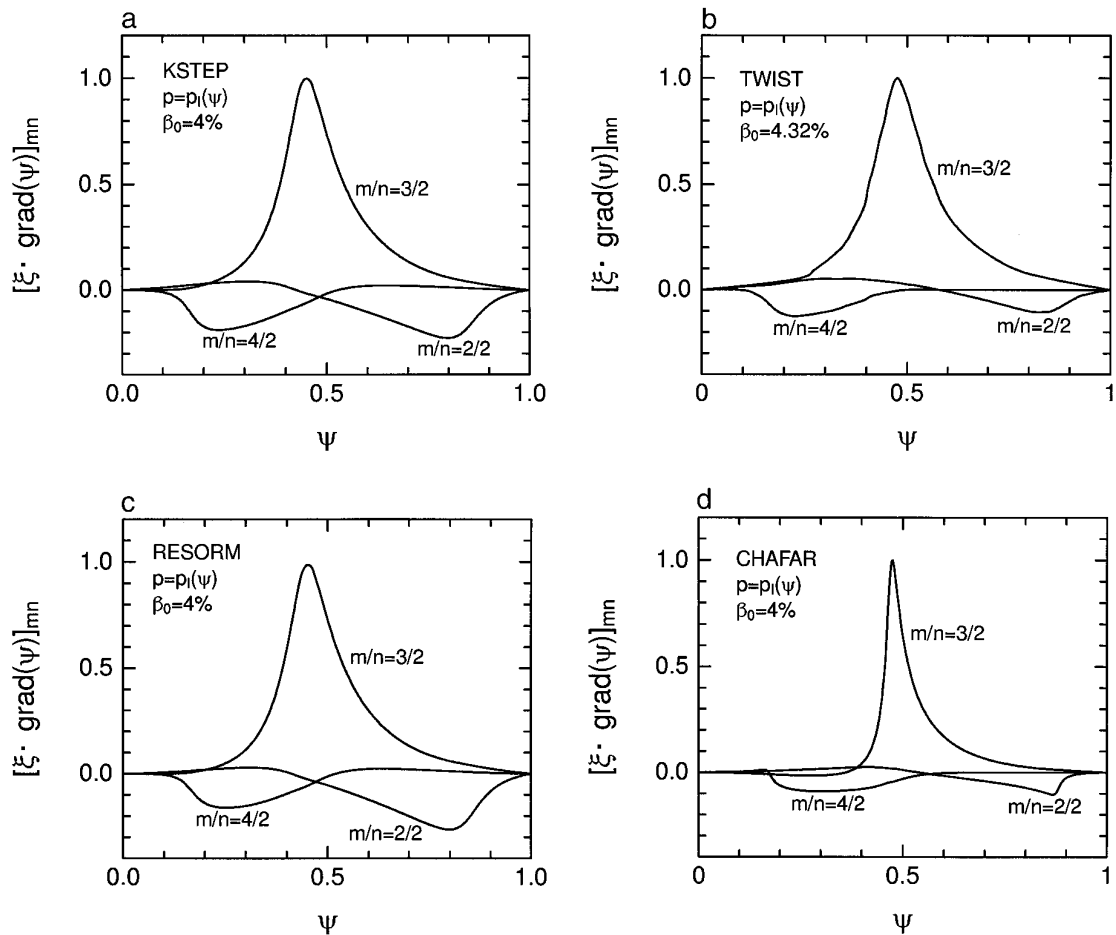 a
[ξ· grad(ψ)]mn
1.0
0.5
0.0
KSTEP
p=pI(ψ)
β0=4%
m/n=3/2
m/n=4/2
m/n=2/2
0.0
0.5
1.0
ψ
b
[ξ· grad(ψ)]mn
1.0
0.5
0.0
TWIST
p=pI(ψ)
β0=4.32%
m/n=3/2
m/n=4/2
m/n=2/2
0
0.5
1
ψ
c
[ξ· grad(ψ)]mn
1.0
0.5
0.0
RESORM
p=pI(ψ)
β0=4%
m/n=3/2
m/n=4/2
m/n=2/2
0.0
0.5
1.0
ψ
d
[ξ· grad(ψ)]mn
1.0
0.5
0.0
CHAFAR
p=pI(ψ)
β0=4%
m/n=3/2
m/n=4/2
m/n=2/2
0
0.5
1
ψ